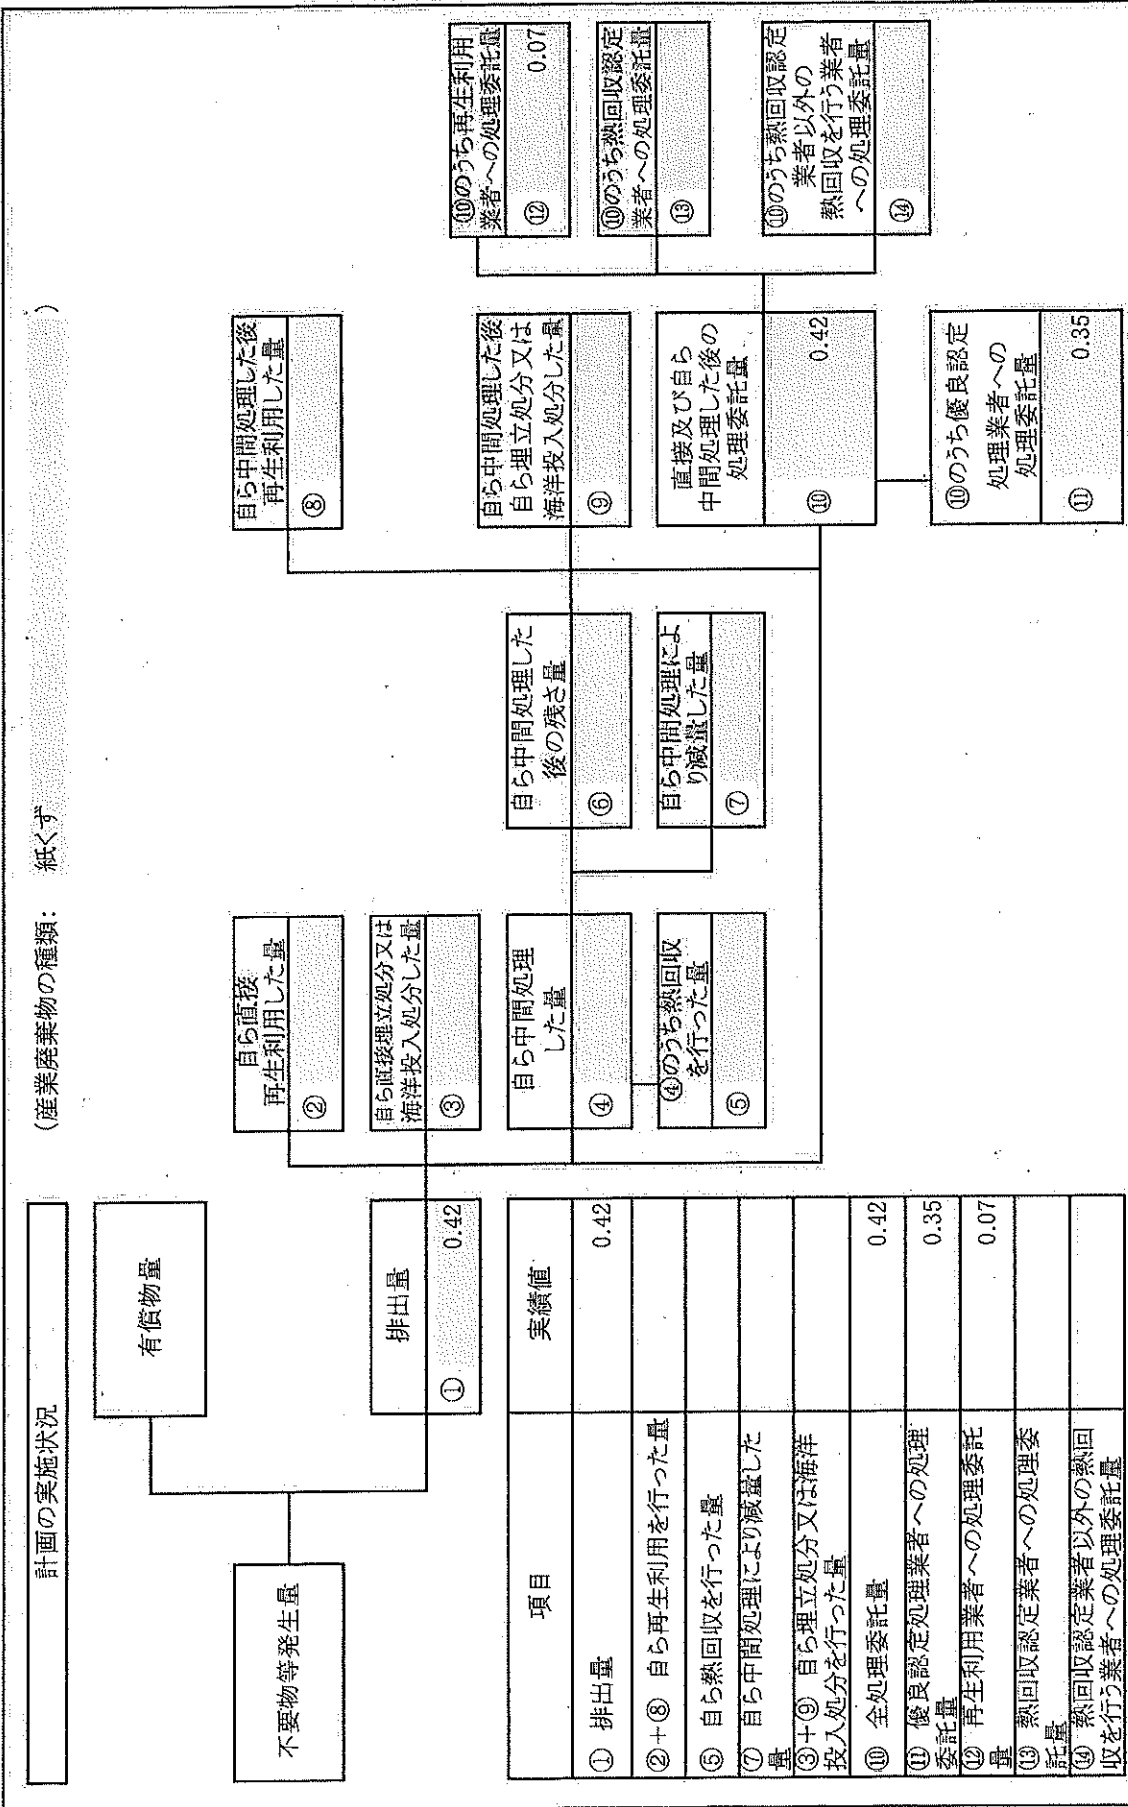 計画の実施状況
(産業廃棄物の種類: 紙くず )
有償物量
不要物等発生量
排出量
① 0.42
自ら直接
再生利用した量
②
自ら直接埋立処分又は
海洋投入処分した量
③
自ら中間処理
した量
④
④のうち熱回収
を行った量
⑤
自ら中間処理した
後の残さ量
⑥
自ら中間処理によ
り減量した量
⑦
自ら中間処理した後
再生利用した量
⑧
自ら中間処理した後
自ら埋立処分又は
海洋投入処分した量
⑨
直接及び自ら
中間処理した後の
処理委託量
⑩ 0.42
⑩のうち優良認定
処理業者への
処理委託量
⑪ 0.35
⑩のうち再生利用
業者への処理委託量
⑫ 0.07
⑩のうち熱回収認定
業者への処理委託量
⑬
⑩のうち熱回収認定
業者以外の
熱回収を行う業者
への処理委託量
⑭
項目 実績値
① 排出量 0.42
②+⑧ 自ら再生利用を行った量
⑤ 自ら熱回収を行った量
⑦ 自ら中間処理により減量した
量
③+⑨ 自ら埋立処分又は海洋
投入処分を行った量
⑩ 全処理委託量 0.42
⑪ 優良認定処理業者への処理
委託量 0.35
⑫ 再生利用業者への処理委託
量 0.07
⑬ 熱回収認定業者への処理委
託量
⑭ 熱回収認定業者以外の熱回
収を行う業者への処理委託量